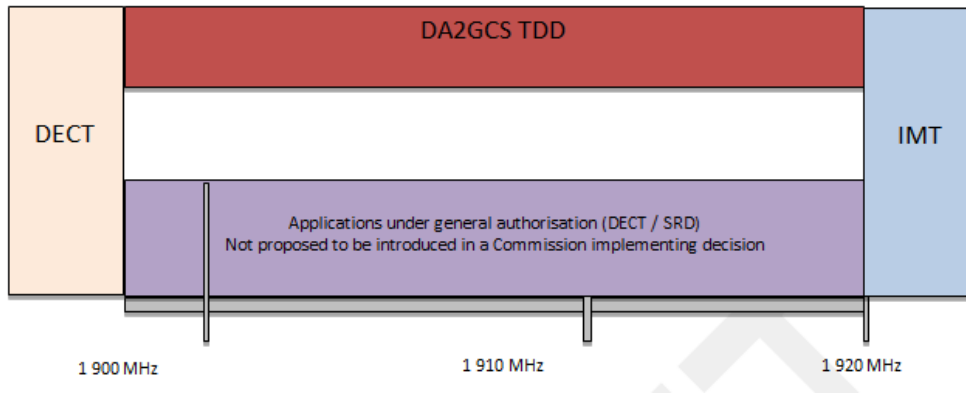 DA2GCS TDD
DECT
IMT
Applications under general authorisation (DECT / SRD)
Not proposed to be introduced in a Commission implementing decision
1 900 MHz
1 910 MHz
1 920 MHz